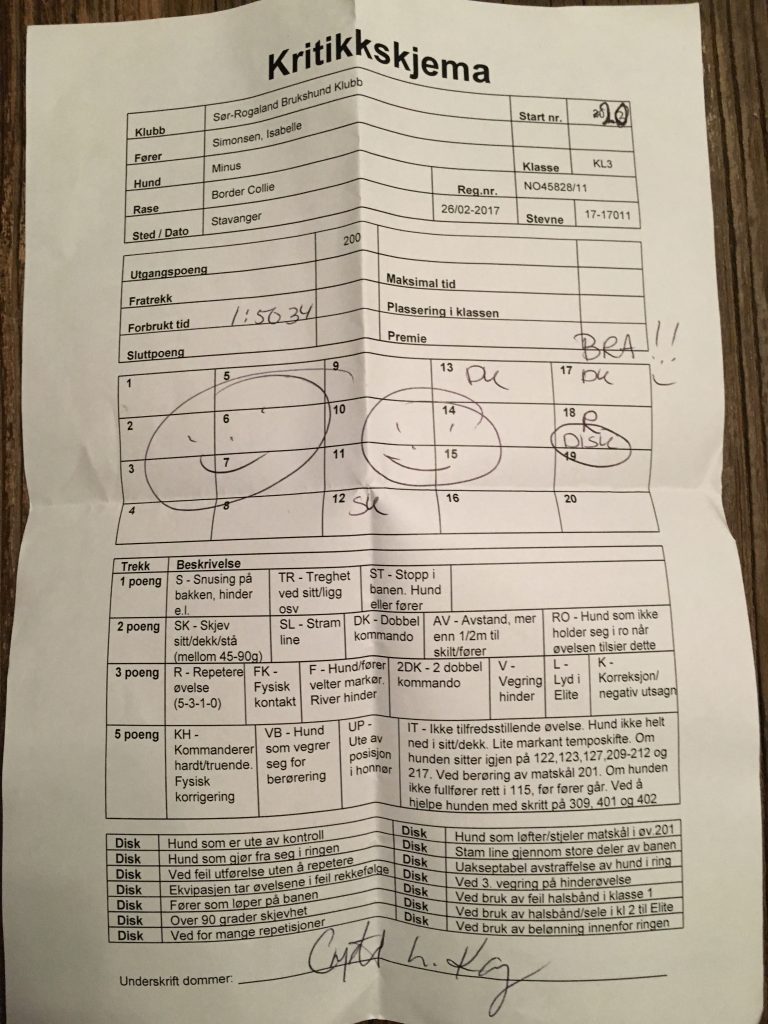 Kritikkskjema
Klubb Sør-Rogaland Brukshund Klubb Start nr. 20
Fører Simonsen, Isabelle
Hund Minus Klasse KL3
Rase Border Collie Reg.nr. NO45828/11
Sted / Dato Stavanger 26/02-2017 Stevne 17-17011
Utgangspoeng 200
Fratrekk Maksimal tid
Forbrukt tid 1:56 34 Plassering i klassen
Sluttpoeng Premie
BRA!!
1 5 9 13 DK 17 DK
2 6 10 14 18 R
DISK
3 7 11 15 19
4 8 12 SK 16 20
Trekk Beskrivelse
1 poeng S - Snusing på bakken, hinder e.l. TR - Treghet ved sitt/ligg osv ST - Stopp i banen. Hund eller fører
2 poeng SK - Skjev sitt/dekk/stå (mellom 45-90g) SL - Stram line DK - Dobbel kommando AV - Avstand, mer enn 1/2m til skilt/fører RO - Hund som ikke holder seg i ro når øvelsen tilsier dette
3 poeng R - Repetere øvelse (5-3-1-0) FK - Fysisk kontakt F - Hund/fører velter markør. River hinder 2DK - 2 dobbel kommando V - Vegring hinder L - Lyd i Elite K - Korreksjon/ negativ utsagn
5 poeng KH - Kommanderer hardt/truende. Fysisk korrigering VB - Hund som vegrer seg for berørering UP - Ute av posisjon i honnør IT - Ikke tilfredsstillende øvelse. Hund ikke helt ned i sitt/dekk. Lite markant temposkifte. Om hunden sitter igjen på 122,123,127,209-212 og 217. Ved berøring av matskål 201. Om hunden ikke fullfører rett i 115, før fører går. Ved å hjelpe hunden med skritt på 309, 401 og 402
Disk Hund som er ute av kontroll Disk Hund som løfter/stjeler matskål i øv.201
Disk Hund som gjør fra seg i ringen Disk Stam line gjennom store deler av banen
Disk Ved feil utførelse uten å repetere Disk Uakseptabel avstraffelse av hund i ring
Disk Ekvipasjen tar øvelsene i feil rekkefølge Disk Ved 3. vegring på hinderøvelse
Disk Fører som løper på banen Disk Ved bruk av feil halsbånd i klasse 1
Disk Over 90 grader skjevhet Disk Ved bruk av halsbånd/sele i kl 2 til Elite
Disk Ved for mange repetisjoner Disk Ved bruk av belønning innenfor ringen
Underskrift dommer: